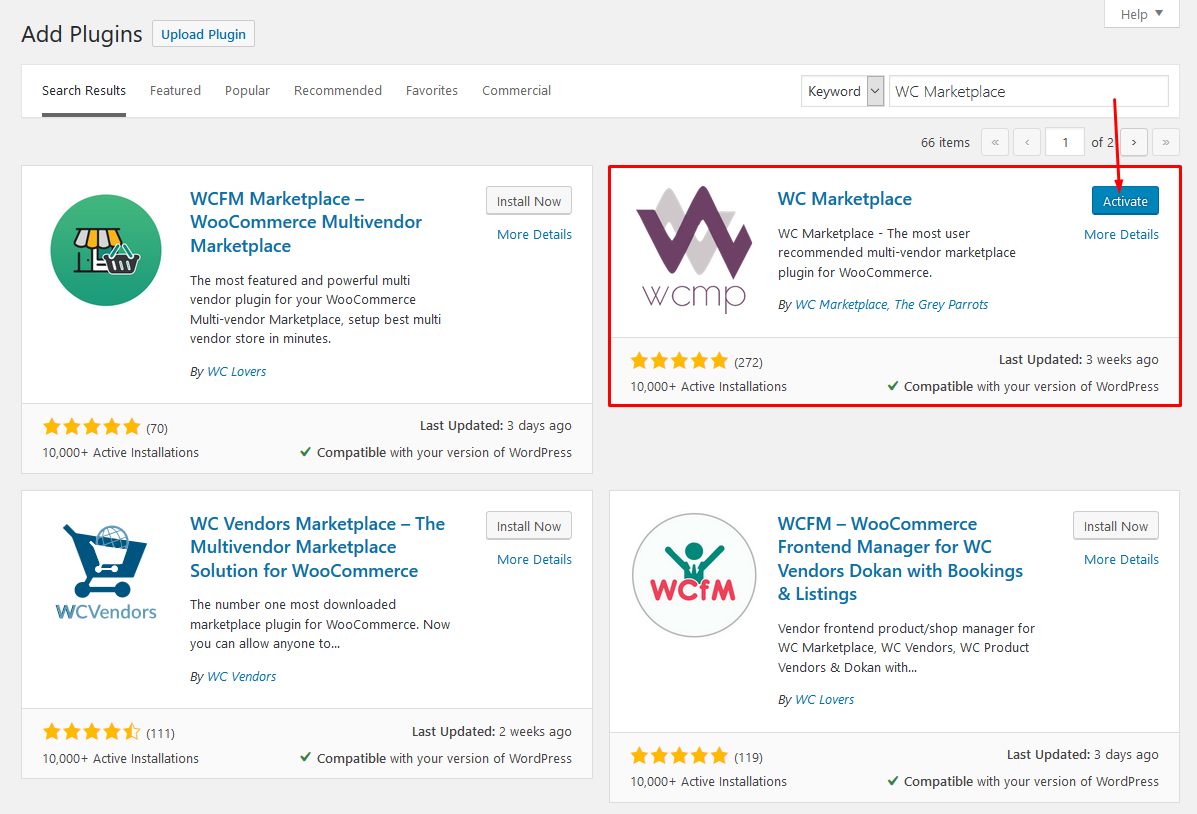 Help
Add Plugins Upload Plugin
Search Results Featured Popular Recommended Favorites Commercial Keyword WC Marketplace
66 items « ‹ 1 of 2 › »
WCFM Marketplace –
WooCommerce Multivendor
Marketplace
Install Now
More Details
The most featured and powerful multi
vendor plugin for your WooCommerce
Multi-vendor Marketplace, setup best multi
vendor store in minutes.
By WC Lovers
(70)
Last Updated: 3 days ago
10,000+ Active Installations
Compatible with your version of WordPress
wcmp
WC Marketplace
Activate
More Details
WC Marketplace - The most user
recommended multi-vendor marketplace
plugin for WooCommerce.
By WC Marketplace, The Grey Parrots
(272)
Last Updated: 3 weeks ago
10,000+ Active Installations
Compatible with your version of WordPress
WCVendors
WC Vendors Marketplace – The
Multivendor Marketplace
Solution for WooCommerce
Install Now
More Details
The number one most downloaded
marketplace plugin for WooCommerce. Now
you can allow anyone to...
By WC Vendors
(111)
Last Updated: 2 weeks ago
10,000+ Active Installations
Compatible with your version of WordPress
WCfM
WCFM – WooCommerce
Frontend Manager for WC
Vendors Dokan with Bookings
& Listings
Install Now
More Details
Vendor frontend product/shop manager for
WC Marketplace, WC Vendors, WC Product
Vendors & Dokan with...
By WC Lovers
(119)
Last Updated: 3 days ago
10,000+ Active Installations
Compatible with your version of WordPress